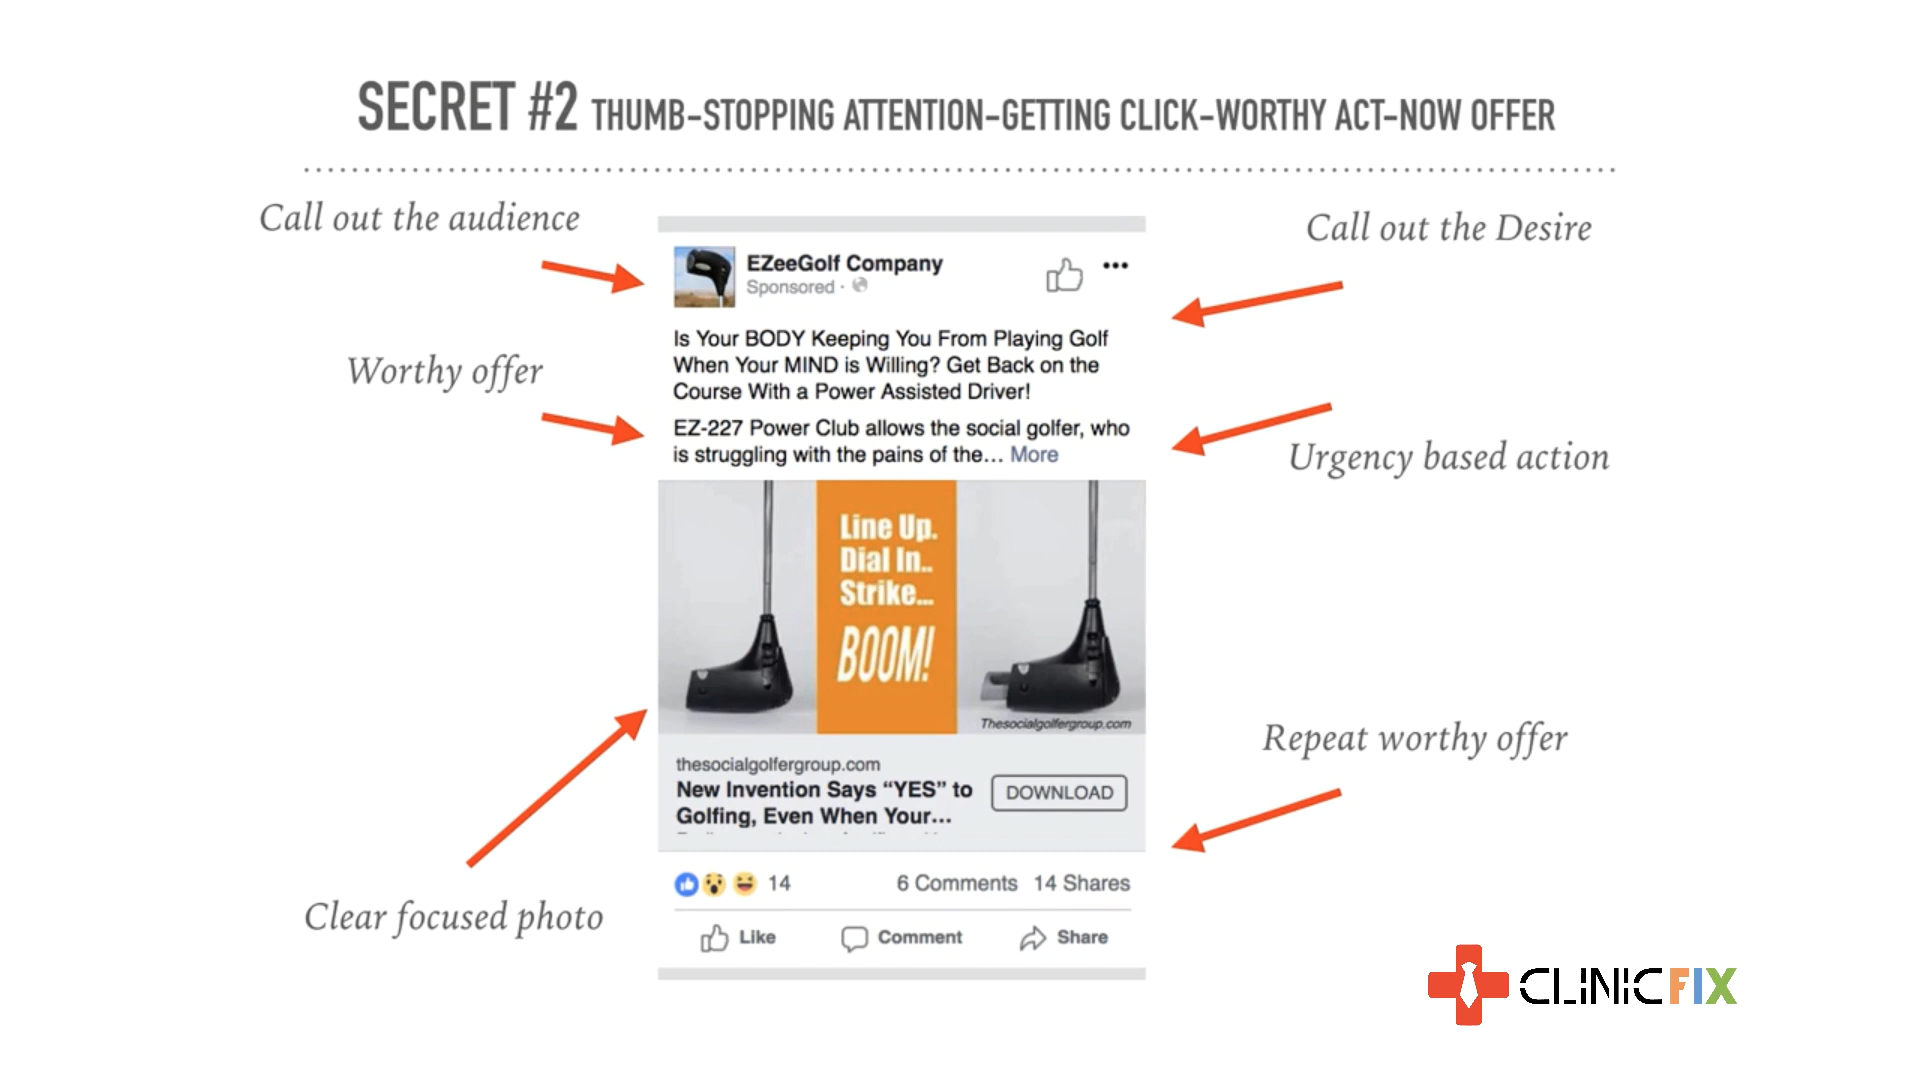 SECRET #2 THUMB-STOPPING ATTENTION-GETTING CLICK-WORTHY ACT-NOW OFFER
Call out the audience
Call out the Desire
Worthy offer
Urgency based action
Clear focused photo
Repeat worthy offer
EZeeGolf Company
Sponsored ·
Is Your BODY Keeping You From Playing Golf
When Your MIND is Willing? Get Back on the
Course With a Power Assisted Driver!
EZ-227 Power Club allows the social golfer, who
is struggling with the pains of the... More
Line Up.
Dial In..
Strike...
BOOM!
Thesocialgolfergroup.com
thesocialgolfergroup.com
New Invention Says “YES” to
Golfing, Even When Your...
DOWNLOAD
14
6 Comments 14 Shares
Like Comment Share
CLINICFIX